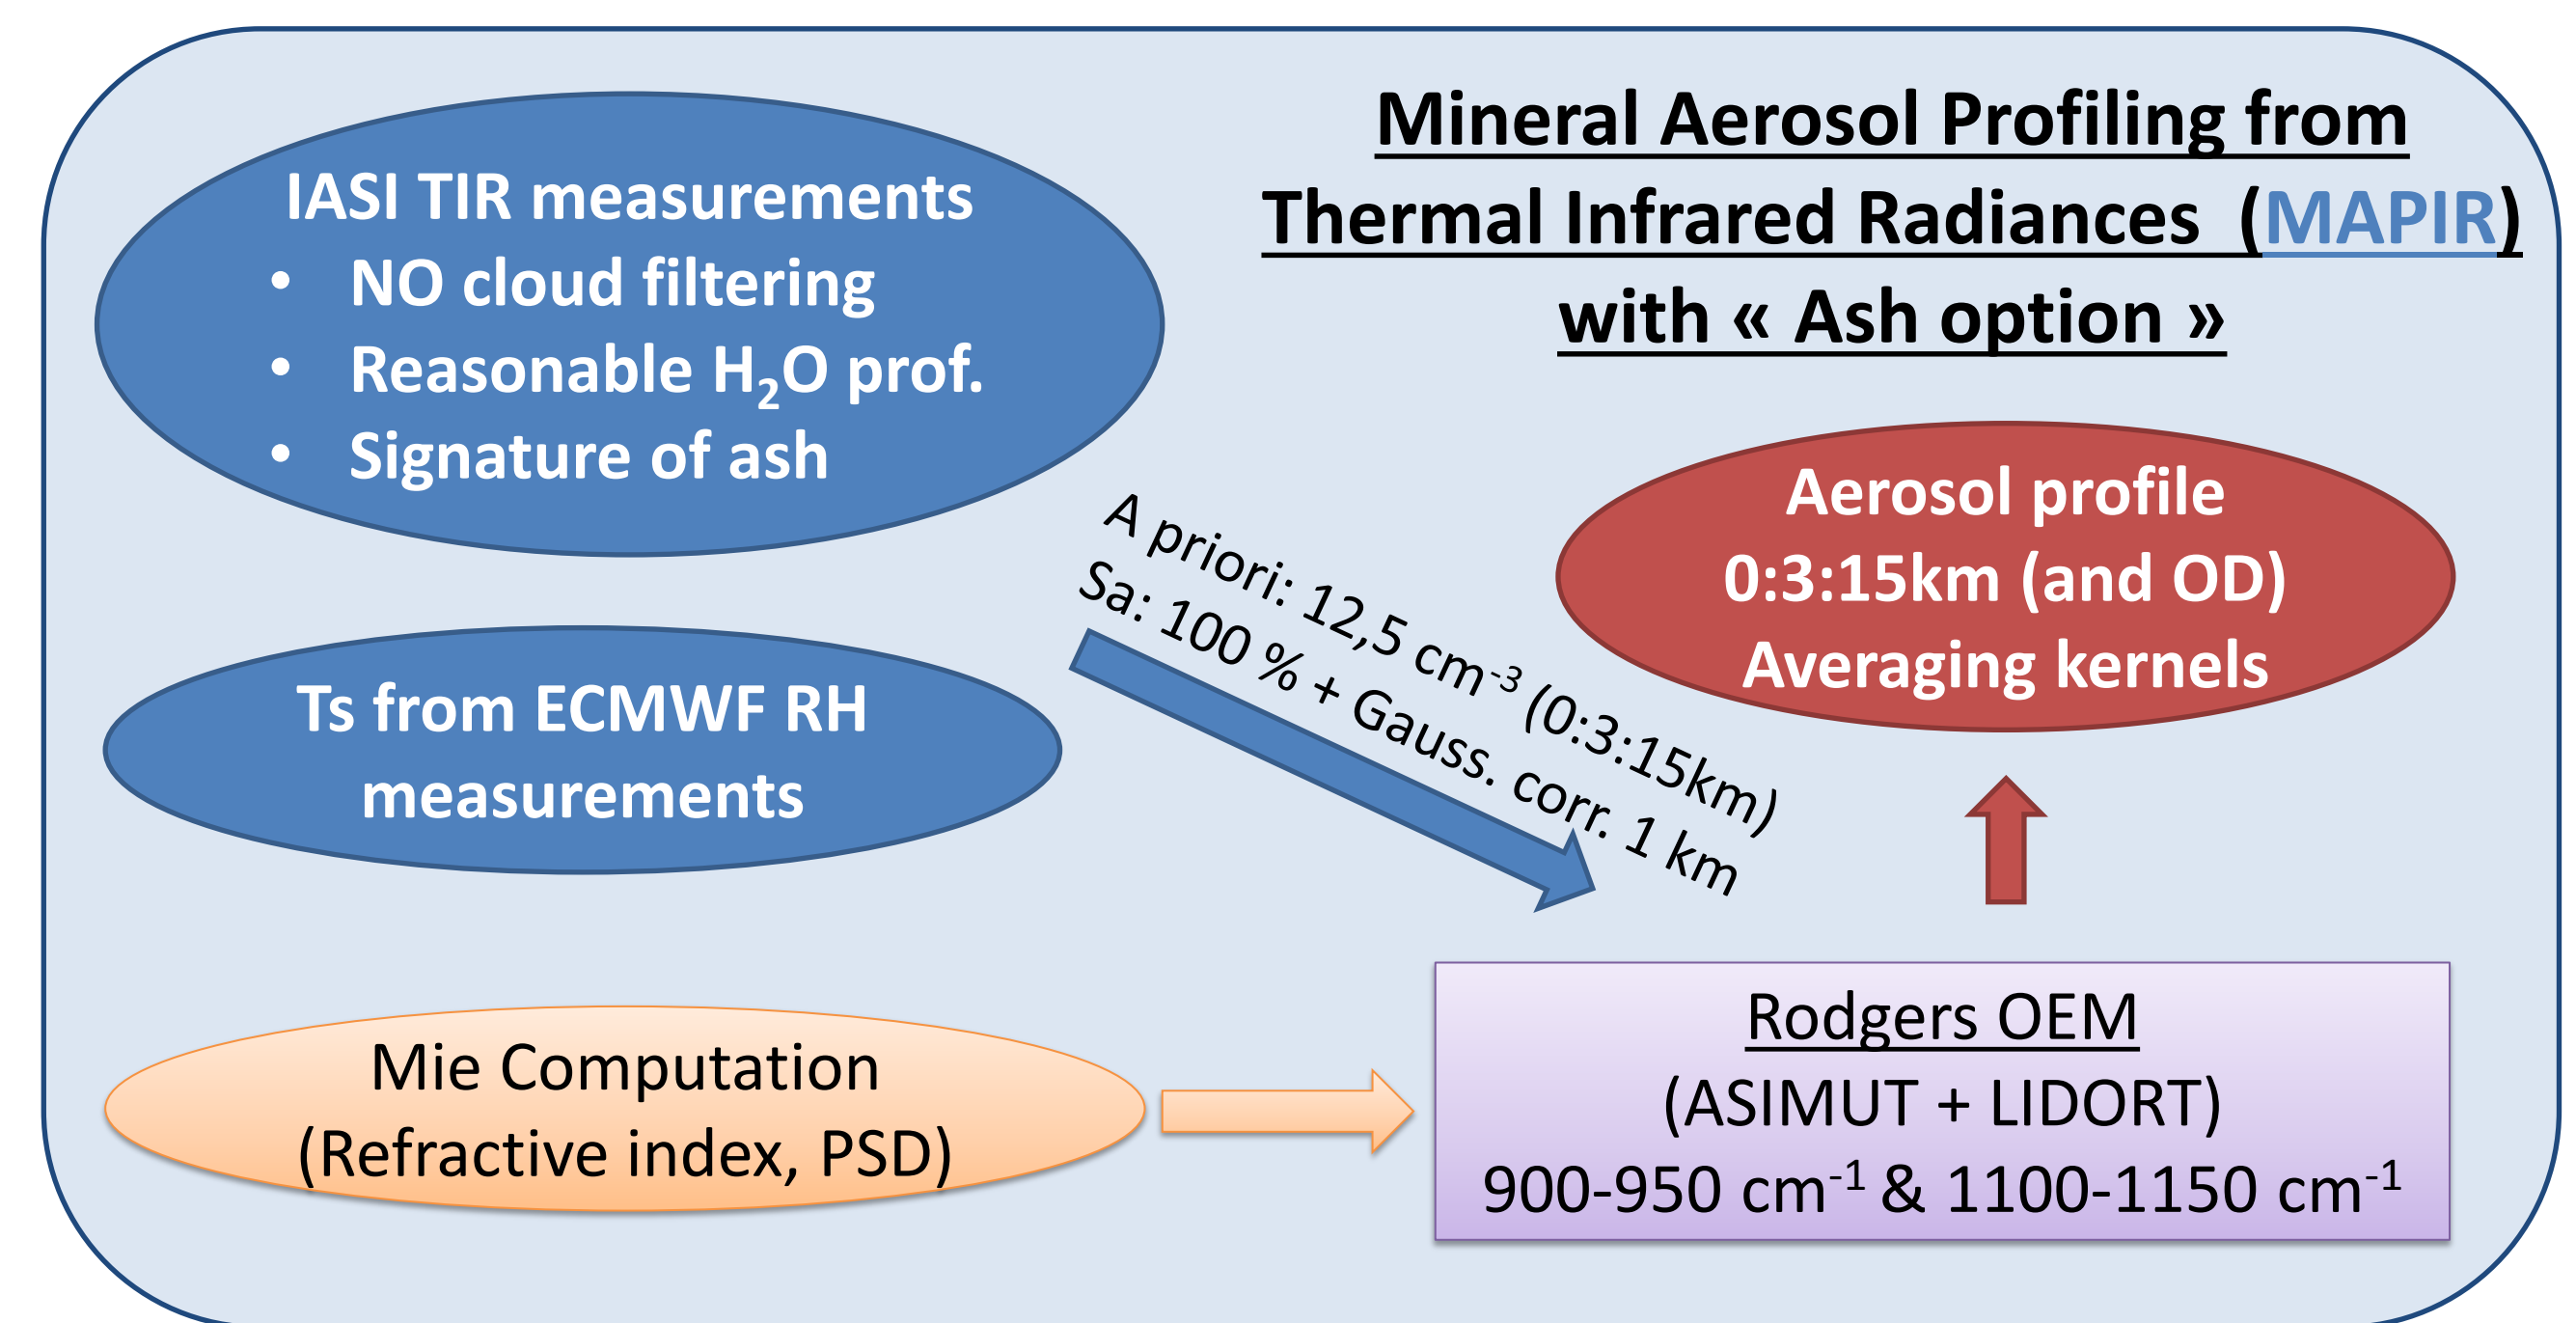 Mineral Aerosol Profiling from
Thermal Infrared Radiances (MAPIR)
with « Ash option »
IASI TIR measurements
• NO cloud filtering
• Reasonable H₂O prof.
• Signature of ash
Ts from ECMWF RH
measurements
A priori: 12,5 cm⁻³ (0:3:15km)
Sa: 100 % + Gauss. corr. 1 km
Aerosol profile
0:3:15km (and OD)
Averaging kernels
Mie Computation
(Refractive index, PSD)
Rodgers OEM
(ASIMUT + LIDORT)
900-950 cm⁻¹ & 1100-1150 cm⁻¹